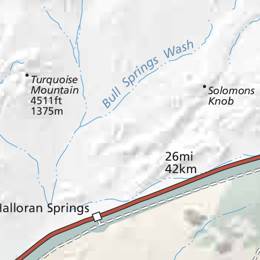 Bull Springs Wash
Turquoise
Mountain
4511ft
1375m
Solomons
Knob
26mi
42km
Halloran Springs